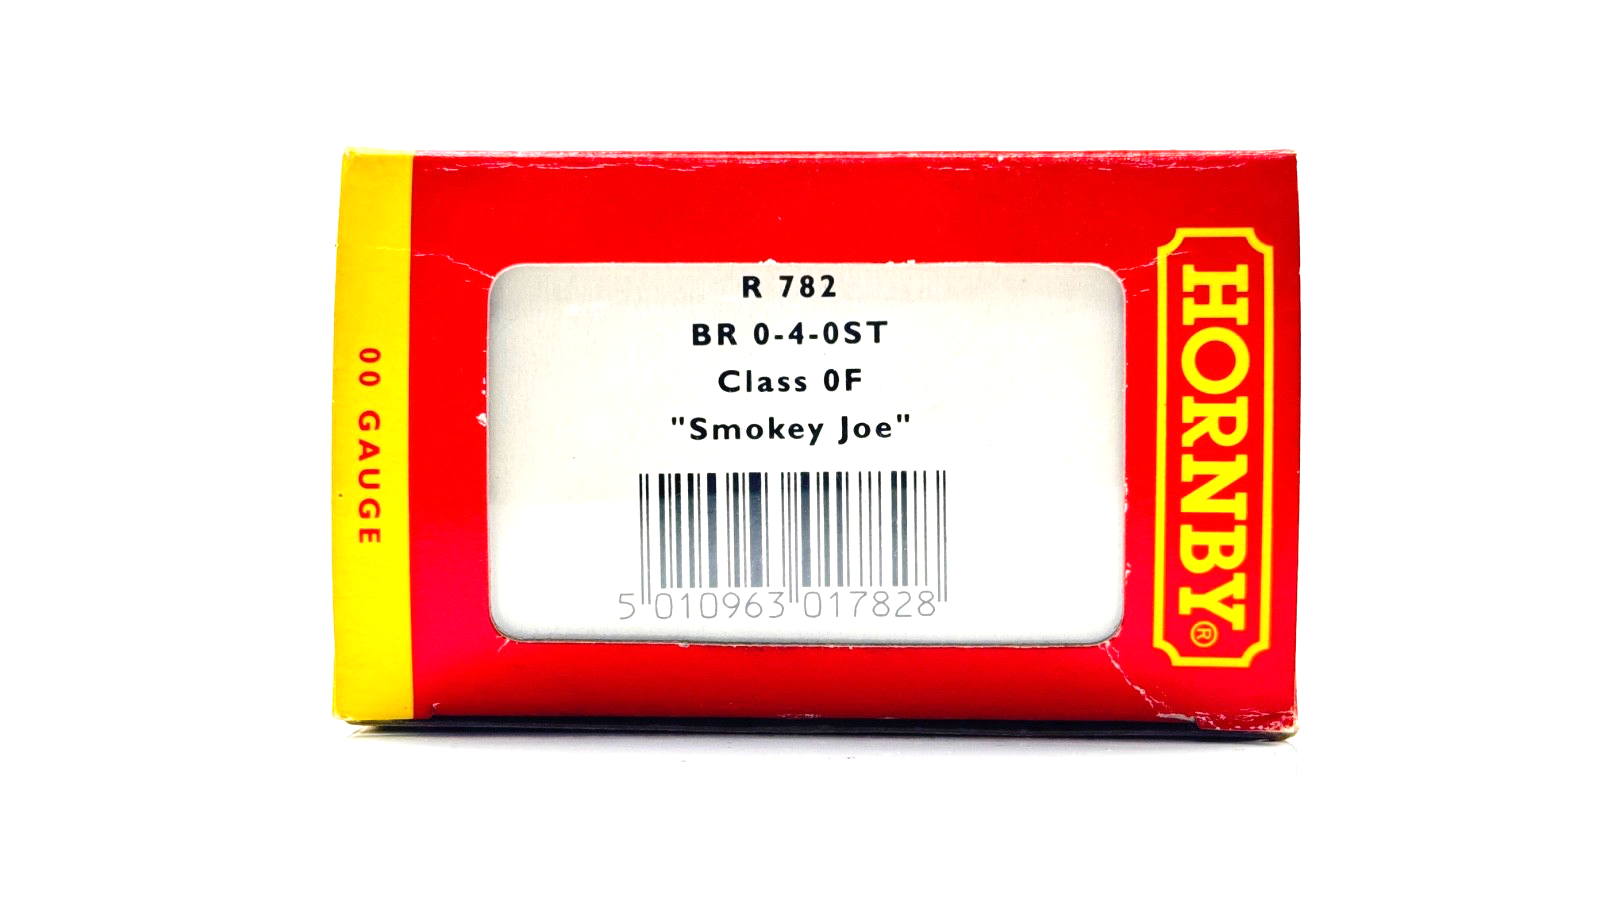 00 GAUGE
R 782
BR 0-4-0ST
Class 0F
"Smokey Joe"
5 010963 017828
HORNBY®